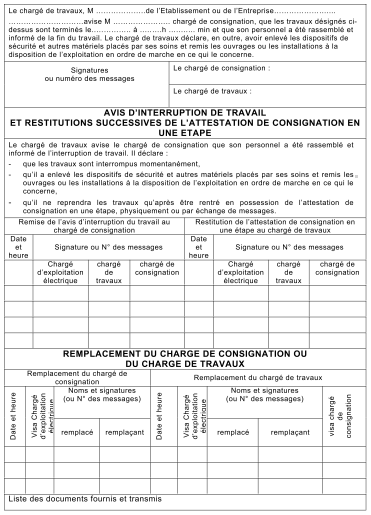 Le chargé de travaux, M ………………..de l'Etablissement ou de l'Entreprise……………………..
………………………..avise M ………………….. chargé de consignation, que les travaux désignés ci-
dessus sont terminés le………….. à ………h ……….. min et que son personnel a été rassemblé et
informé de la fin du travail. Le chargé de travaux déclare, en outre, avoir enlevé les dispositifs de
sécurité et autres matériels placés par ses soins et remis les ouvrages ou les installations à la
disposition de l'exploitation en ordre de marche en ce qui le concerne.
Signatures
ou numéro des messages
Le chargé de consignation :
Le chargé de travaux :
AVIS D'INTERRUPTION DE TRAVAIL
ET RESTITUTIONS SUCCESSIVES DE L'ATTESTATION DE CONSIGNATION EN
UNE ETAPE
Le chargé de travaux avise le chargé de consignation que son personnel a été rassemblé et
informé de l'interruption de travail. Il déclare :
- que les travaux sont interrompus momentanément,
- qu'il a enlevé les dispositifs de sécurité et autres matériels placés par ses soins et remis les
ouvrages ou les installations à la disposition de l'exploitation en ordre de marche en ce qui le
concerne,
- qu'il ne reprendra les travaux qu'après être rentré en possession de l'attestation de
consignation en une étape, physiquement ou par échange de messages.
Remise de l'avis d'interruption du travail au
chargé de consignation
Restitution de l'attestation de consignation en
une étape au chargé de travaux
Date
et
heure
Signature ou N° des messages
Date
et
heure
Signature ou N° des messages
Chargé
d'exploitation
électrique
chargé
de
travaux
chargé de
consignation
Chargé
d'exploitation
électrique
chargé
de
travaux
chargé de
consignation
REMPLACEMENT DU CHARGE DE CONSIGNATION OU
DU CHARGE DE TRAVAUX
Remplacement du chargé de
consignation
Remplacement du chargé de travaux
Date et heure
Visa Chargé
d'exploitation
électrique
Noms et signatures
(ou N° des messages)
remplacé
remplaçant
Date et heure
Visa Chargé
d'exploitation
électrique
Noms et signatures
(ou N° des messages)
remplacé
remplaçant
visa chargé
de
consignation
Liste des documents fournis et transmis